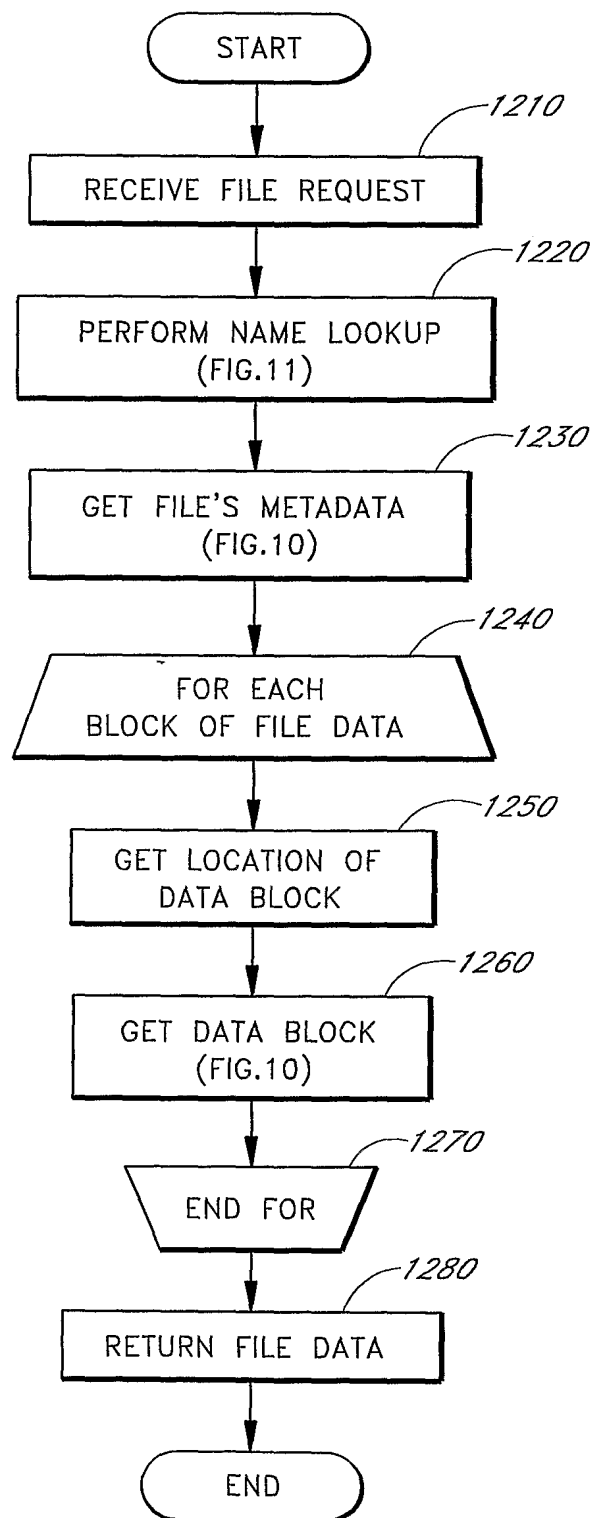 START
1210
RECEIVE FILE REQUEST
1220
PERFORM NAME LOOKUP
(FIG.11)
1230
GET FILE'S METADATA
(FIG.10)
1240
FOR EACH
BLOCK OF FILE DATA
1250
GET LOCATION OF
DATA BLOCK
1260
GET DATA BLOCK
(FIG.10)
1270
END FOR
1280
RETURN FILE DATA
END